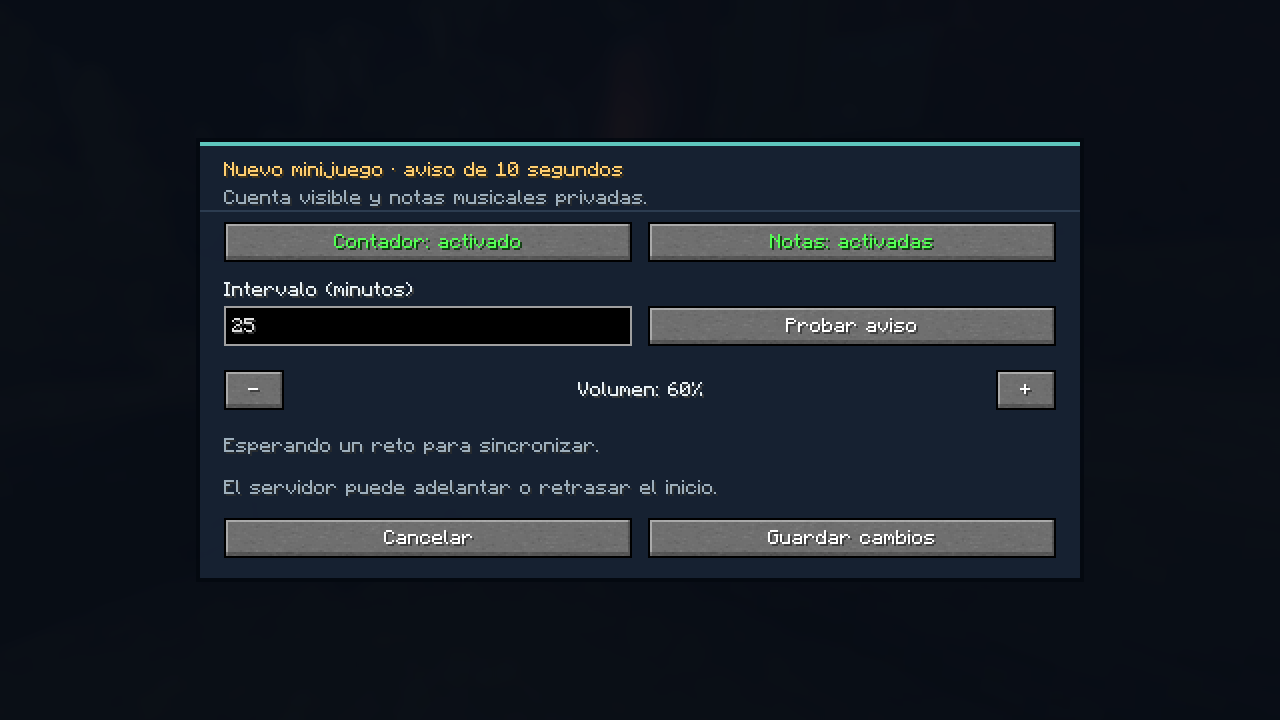 Nuevo minijuego · aviso de 10 segundos
Cuenta visible y notas musicales privadas.
Contador: activado
Notas: activadas
Intervalo (minutos)
25
Probar aviso
-
Volumen: 60%
+
Esperando un reto para sincronizar.
El servidor puede adelantar o retrasar el inicio.
Cancelar
Guardar cambios